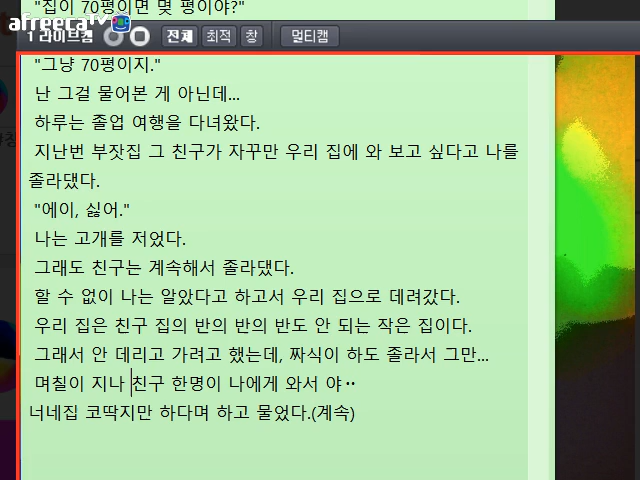 "집이 70평이면 몇 평이야?"
afreecaTV
1 라이브캠 전체 최적 창 멀티캠
"그냥 70평이지."
난 그걸 물어본 게 아닌데...
하루는 졸업 여행을 다녀왔다.
지난번 부잣집 그 친구가 자꾸만 우리 집에 와 보고 싶다고 나를
졸라댔다.
"에이, 싫어."
나는 고개를 저었다.
그래도 친구는 계속해서 졸라댔다.
할 수 없이 나는 알았다고 하고서 우리 집으로 데려갔다.
우리 집은 친구 집의 반의 반의 반도 안 되는 작은 집이다.
그래서 안 데리고 가려고 했는데, 짜식이 하도 졸라서 그만...
며칠이 지나 친구 한명이 나에게 와서 야··
너네집 코딱지만 하다며 하고 물었다.(계속)